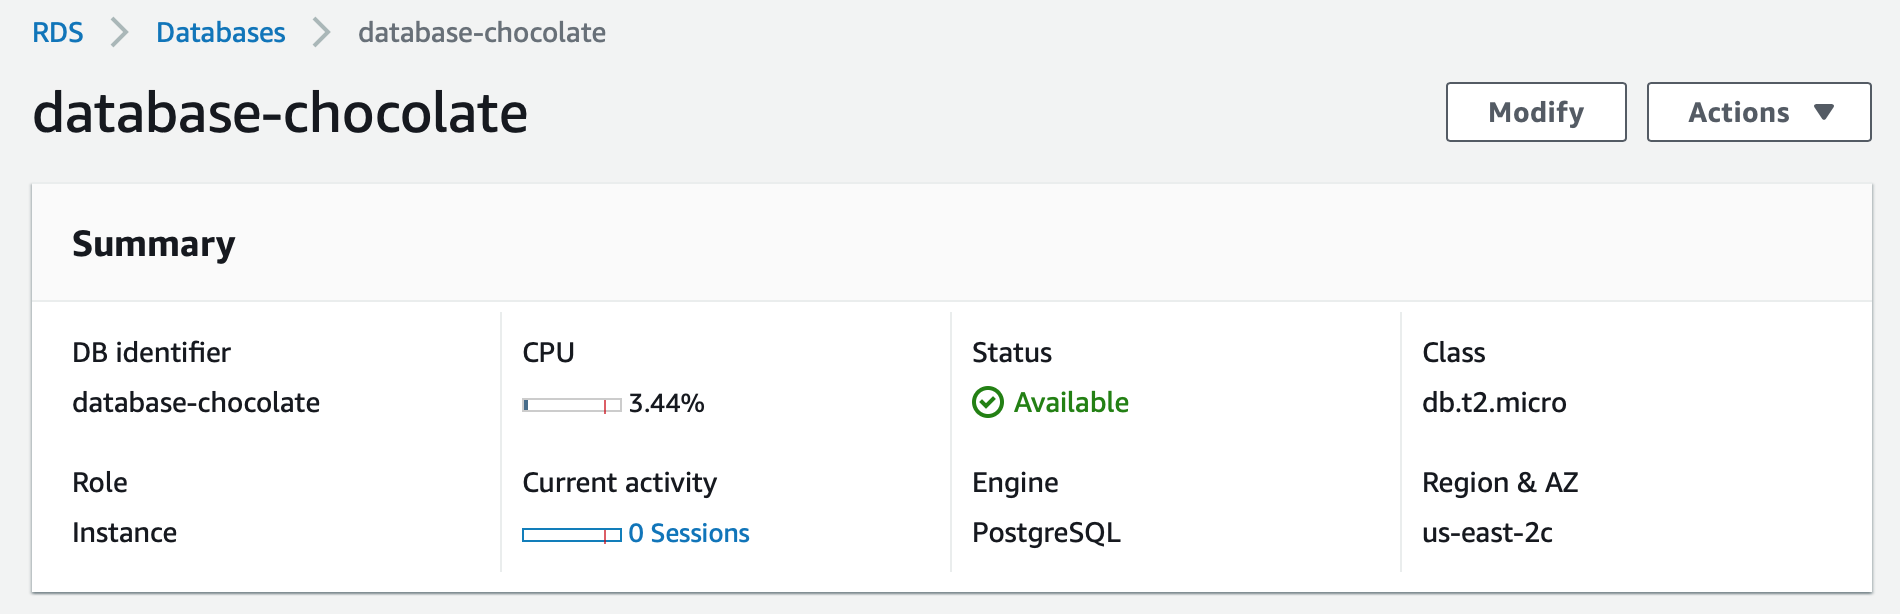 RDS > Databases > database-chocolate
database-chocolate
Modify
Actions
Summary
DB identifier
database-chocolate
CPU
3.44%
Status
Available
Class
db.t2.micro
Role
Instance
Current activity
0 Sessions
Engine
PostgreSQL
Region & AZ
us-east-2c